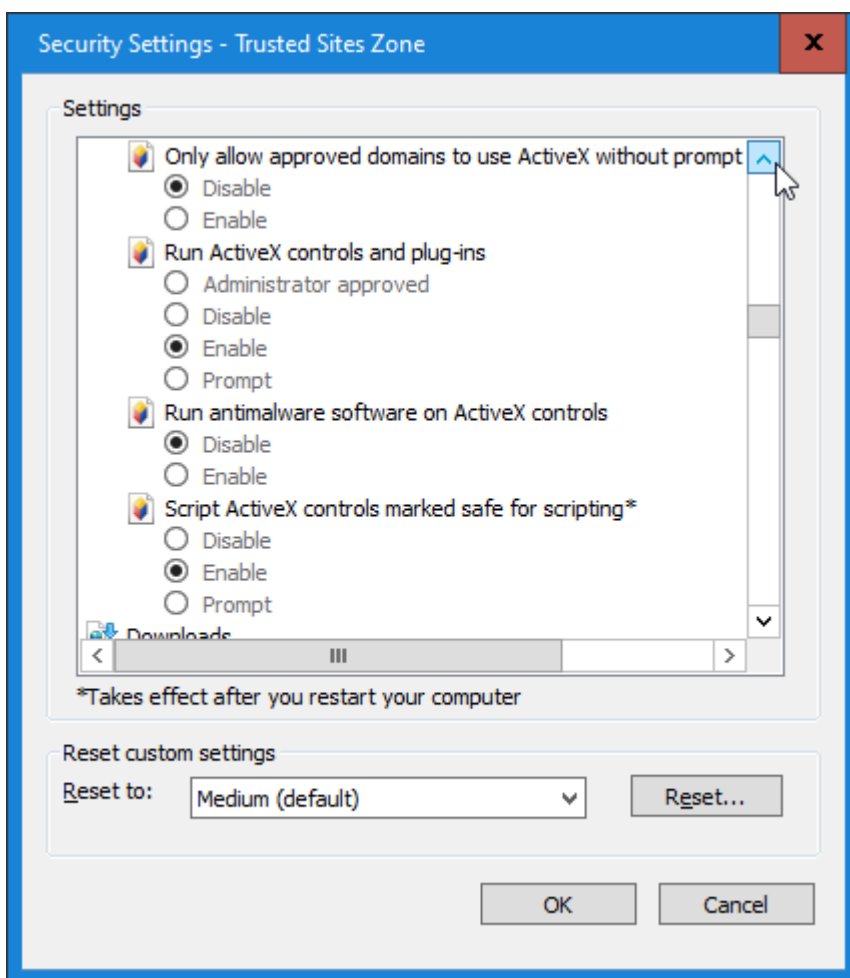 Security Settings - Trusted Sites Zone
Settings
Only allow approved domains to use ActiveX without prompt
Disable
Enable
Run ActiveX controls and plug-ins
Administrator approved
Disable
Enable
Prompt
Run antimalware software on ActiveX controls
Disable
Enable
Script ActiveX controls marked safe for scripting*
Disable
Enable
Prompt
Downloads
*Takes effect after you restart your computer
Reset custom settings
Reset to: Medium (default) Reset...
OK Cancel